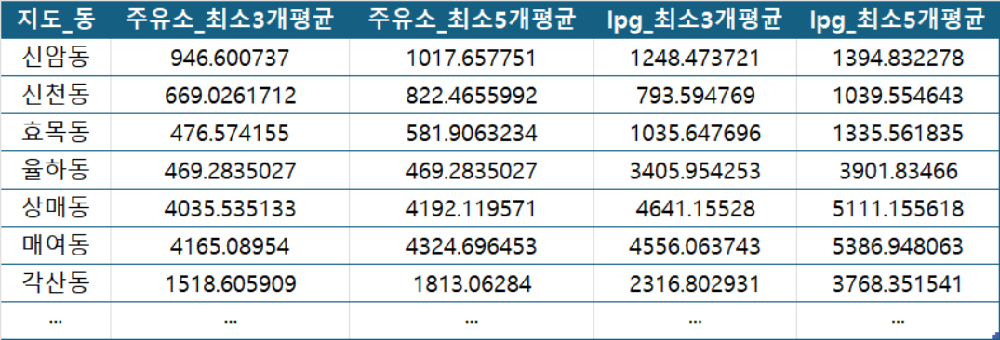 지도_동 주유소_최소3개평균 주유소_최소5개평균 lpg_최소3개평균 lpg_최소5개평균
신암동 946.600737 1017.657751 1248.473721 1394.832278
신천동 669.0261712 822.4655992 793.594769 1039.554643
효목동 476.574155 581.9063234 1035.647696 1335.561835
율하동 469.2835027 469.2835027 3405.954253 3901.83466
상매동 4035.535133 4192.119571 4641.15528 5111.155618
매여동 4165.08954 4324.696453 4556.063743 5386.948063
각산동 1518.605909 1813.06284 2316.802931 3768.351541
... ... ... ... ...